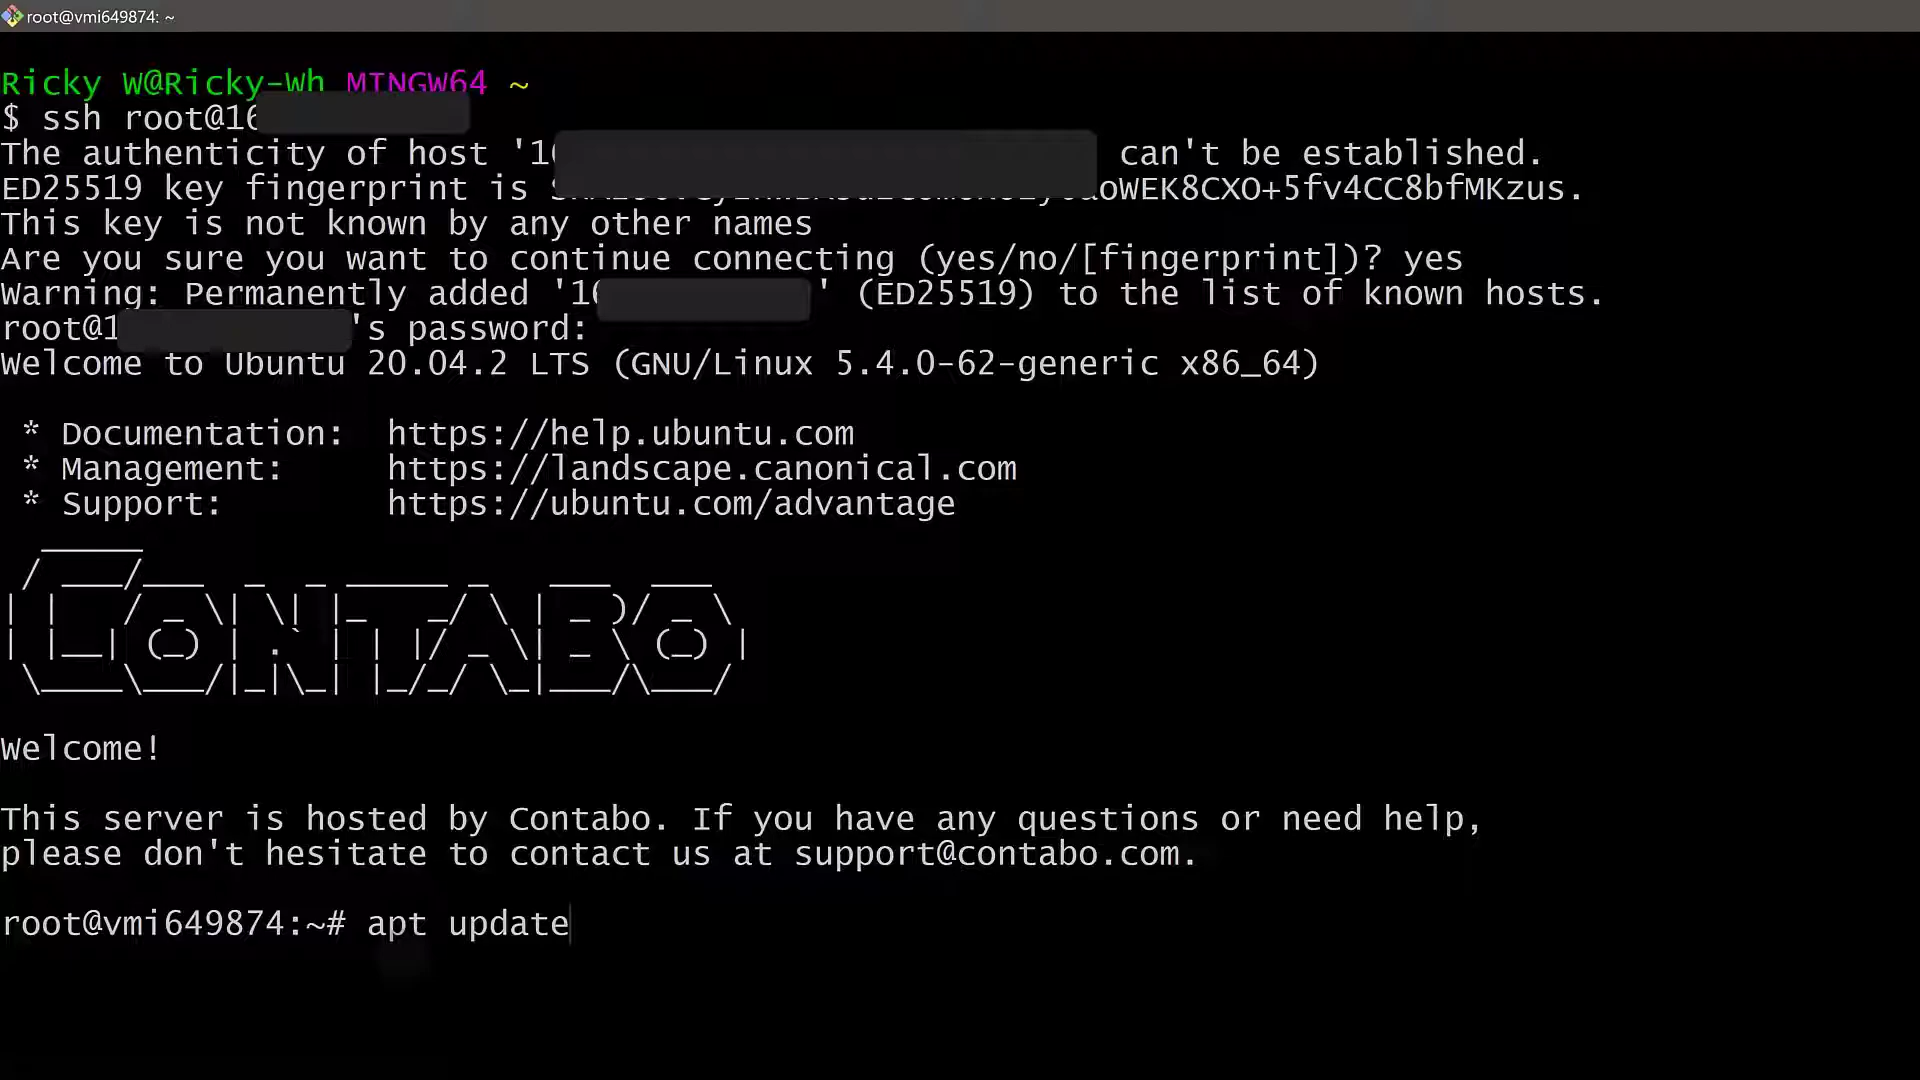 root@vmi649874: ~
Ricky W@Ricky-Wh MINGW64 ~
$ ssh root@16
The authenticity of host '10 can't be established.
ED25519 key fingerprint is oWEK8CXO+5fv4CC8bfMKzus.
This key is not known by any other names
Are you sure you want to continue connecting (yes/no/[fingerprint])? yes
Warning: Permanently added '16 ' (ED25519) to the list of known hosts.
root@1 's password:
Welcome to Ubuntu 20.04.2 LTS (GNU/Linux 5.4.0-62-generic x86_64)
* Documentation: https://help.ubuntu.com
* Management: https://landscape.canonical.com
* Support: https://ubuntu.com/advantage
CONTABO
Welcome!
This server is hosted by Contabo. If you have any questions or need help,
please don't hesitate to contact us at support@contabo.com.
root@vmi649874:~# apt update